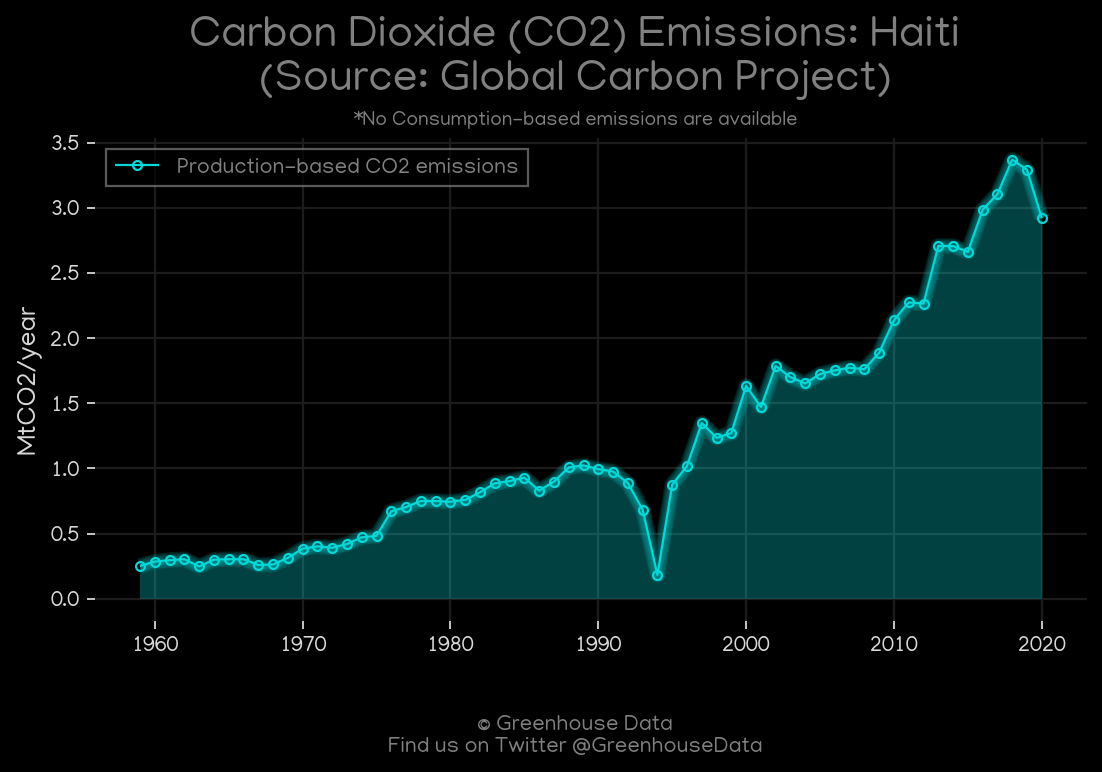 Carbon Dioxide (CO2) Emissions: Haiti
(Source: Global Carbon Project)
*No Consumption-based emissions are available
Production-based CO2 emissions
MtCO2/year
3.5
3.0
2.5
2.0
1.5
1.0
0.5
0.0
1960 1970 1980 1990 2000 2010 2020
© Greenhouse Data
Find us on Twitter @GreenhouseData